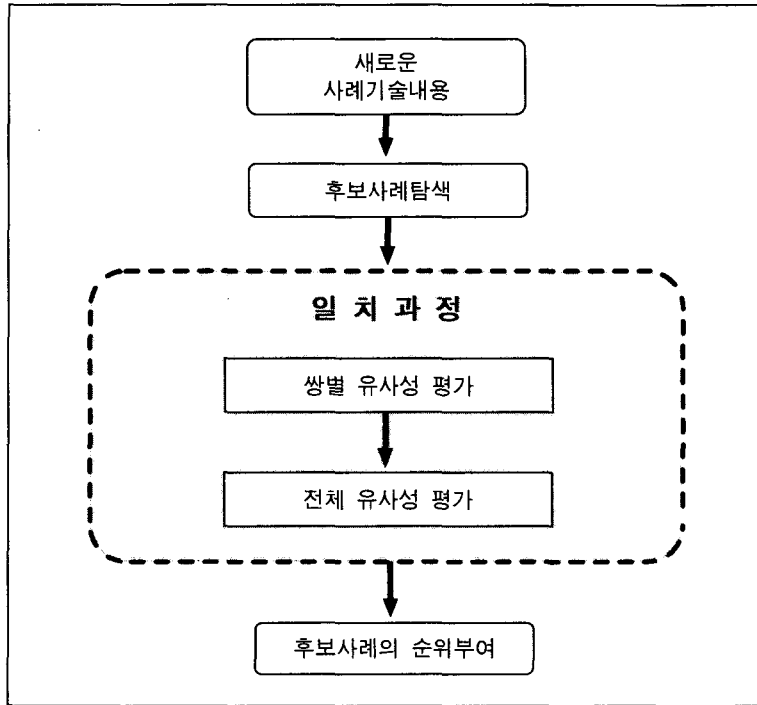 새로운
사례기술내용
후보사례탐색
일 치 과 정
쌍별 유사성 평가
전체 유사성 평가
후보사례의 순위부여